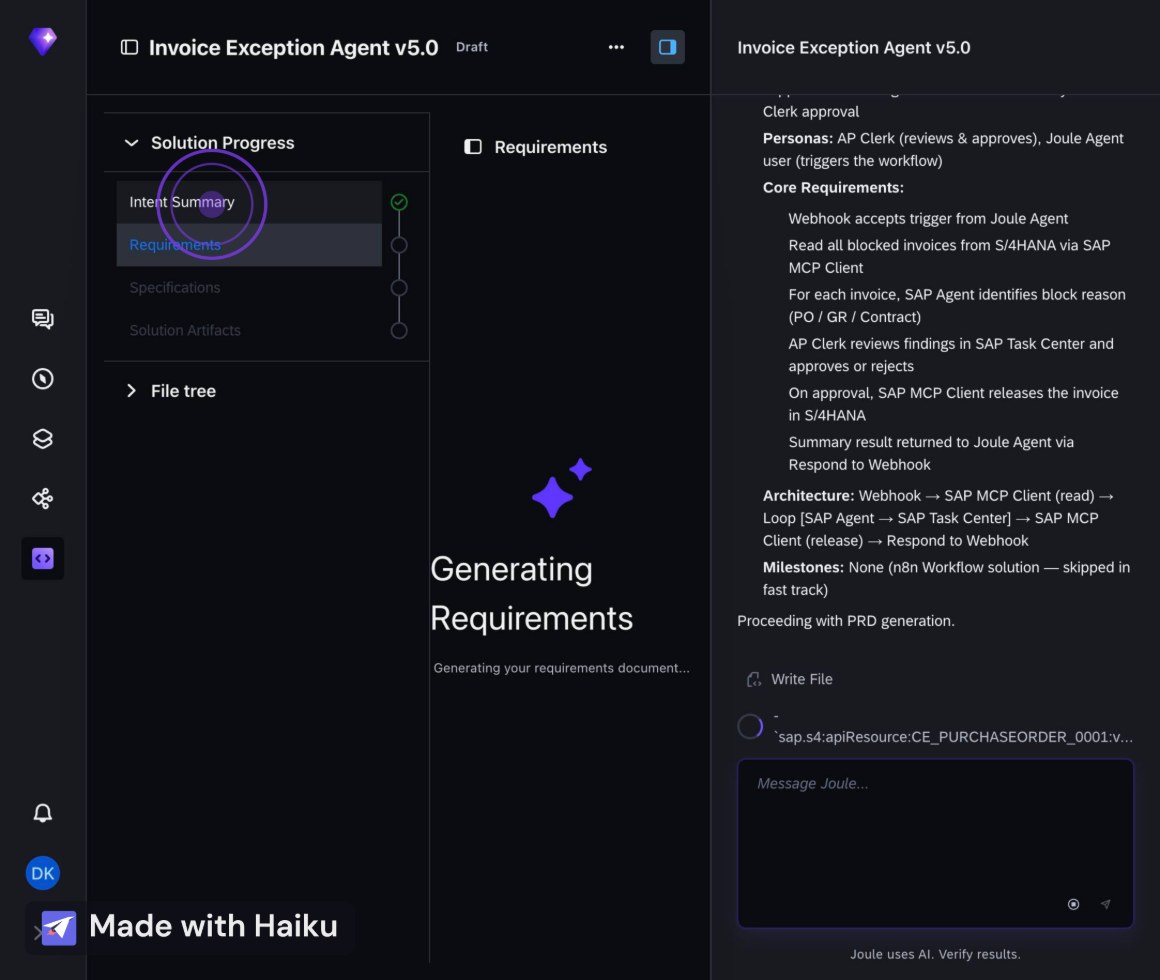 Invoice Exception Agent v5.0
Draft
Solution Progress
Intent Summary
Requirements
Specifications
Solution Artifacts
File tree
Requirements
Generating
Requirements
Generating your requirements document...
DK
Made with Haiku
Invoice Exception Agent v5.0
Clerk approval
Personas: AP Clerk (reviews & approves), Joule Agent
user (triggers the workflow)
Core Requirements:
Webhook accepts trigger from Joule Agent
Read all blocked invoices from S/4HANA via SAP
MCP Client
For each invoice, SAP Agent identifies block reason
(PO / GR / Contract)
AP Clerk reviews findings in SAP Task Center and
approves or rejects
On approval, SAP MCP Client releases the invoice
in S/4HANA
Summary result returned to Joule Agent via
Respond to Webhook
Architecture: Webhook → SAP MCP Client (read) →
Loop [SAP Agent → SAP Task Center] → SAP MCP
Client (release) → Respond to Webhook
Milestones: None (n8n Workflow solution — skipped in
fast track)
Proceeding with PRD generation.
Write File
-
`sap.s4:apiResource:CE_PURCHASEORDER_0001:v...
Message Joule...
Joule uses AI. Verify results.